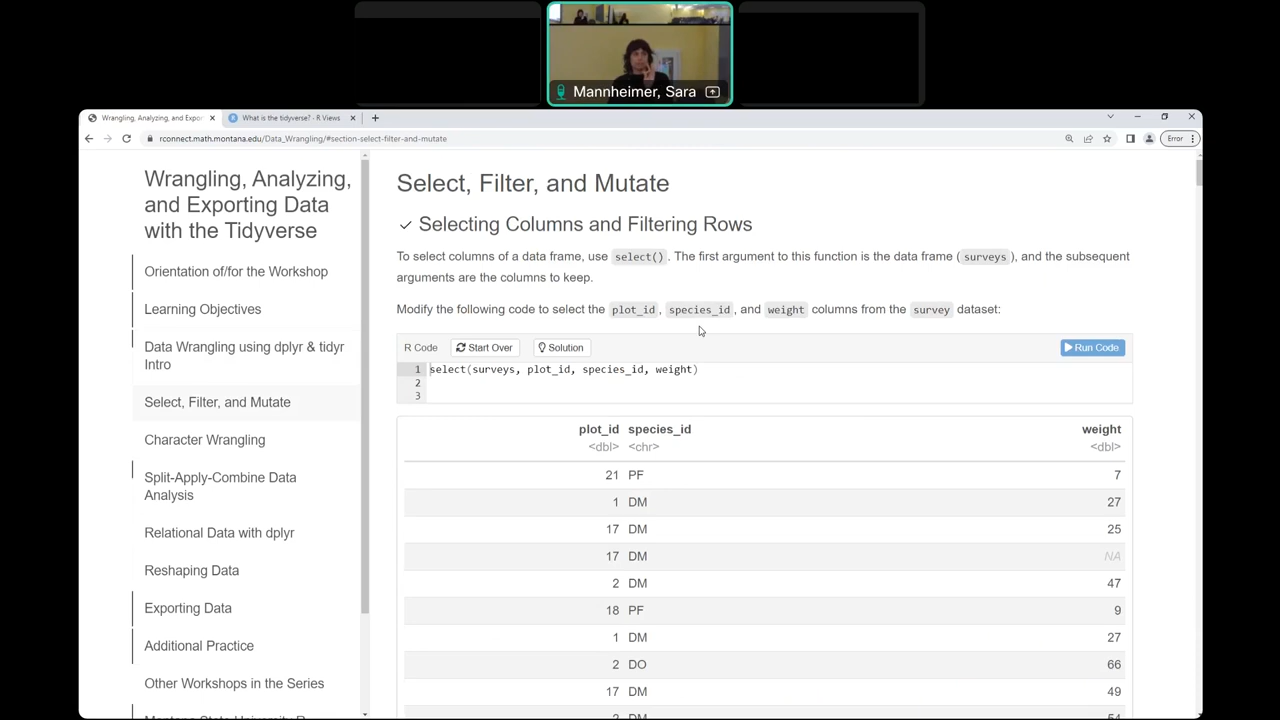 Mannheimer, Sara
Wrangling, Analyzing, and Expor
What is the tidyverse? - R Views
rconnect.math.montana.edu/Data_Wrangling/#section-select-filter-and-mutate
Error
Wrangling, Analyzing,
and Exporting Data
with the Tidyverse
Orientation of/for the Workshop
Learning Objectives
Data Wrangling using dplyr & tidyr
Intro
Select, Filter, and Mutate
Character Wrangling
Split-Apply-Combine Data
Analysis
Relational Data with dplyr
Reshaping Data
Exporting Data
Additional Practice
Other Workshops in the Series
Montana State University R
Select, Filter, and Mutate
Selecting Columns and Filtering Rows
To select columns of a data frame, use select(). The first argument to this function is the data frame (surveys), and the subsequent
arguments are the columns to keep.
Modify the following code to select the plot_id, species_id, and weight columns from the survey dataset:
R Code Start Over Solution Run Code
1 select(surveys, plot_id, species_id, weight)
2
3
plot_id species_id weight
<dbl> <chr> <dbl>
21 PF 7
1 DM 27
17 DM 25
17 DM NA
2 DM 47
18 PF 9
1 DM 27
2 DO 66
17 DM 49
2 DM 54